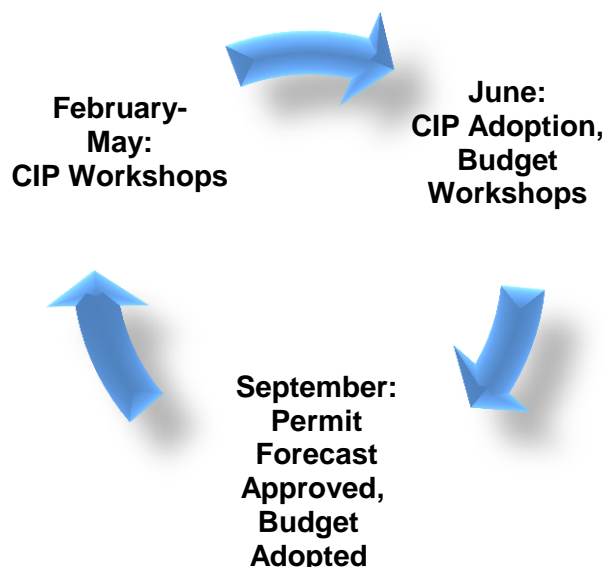 February-
May:
CIP Workshops
June:
CIP Adoption,
Budget
Workshops
September:
Permit
Forecast
Approved,
Budget
Adopted